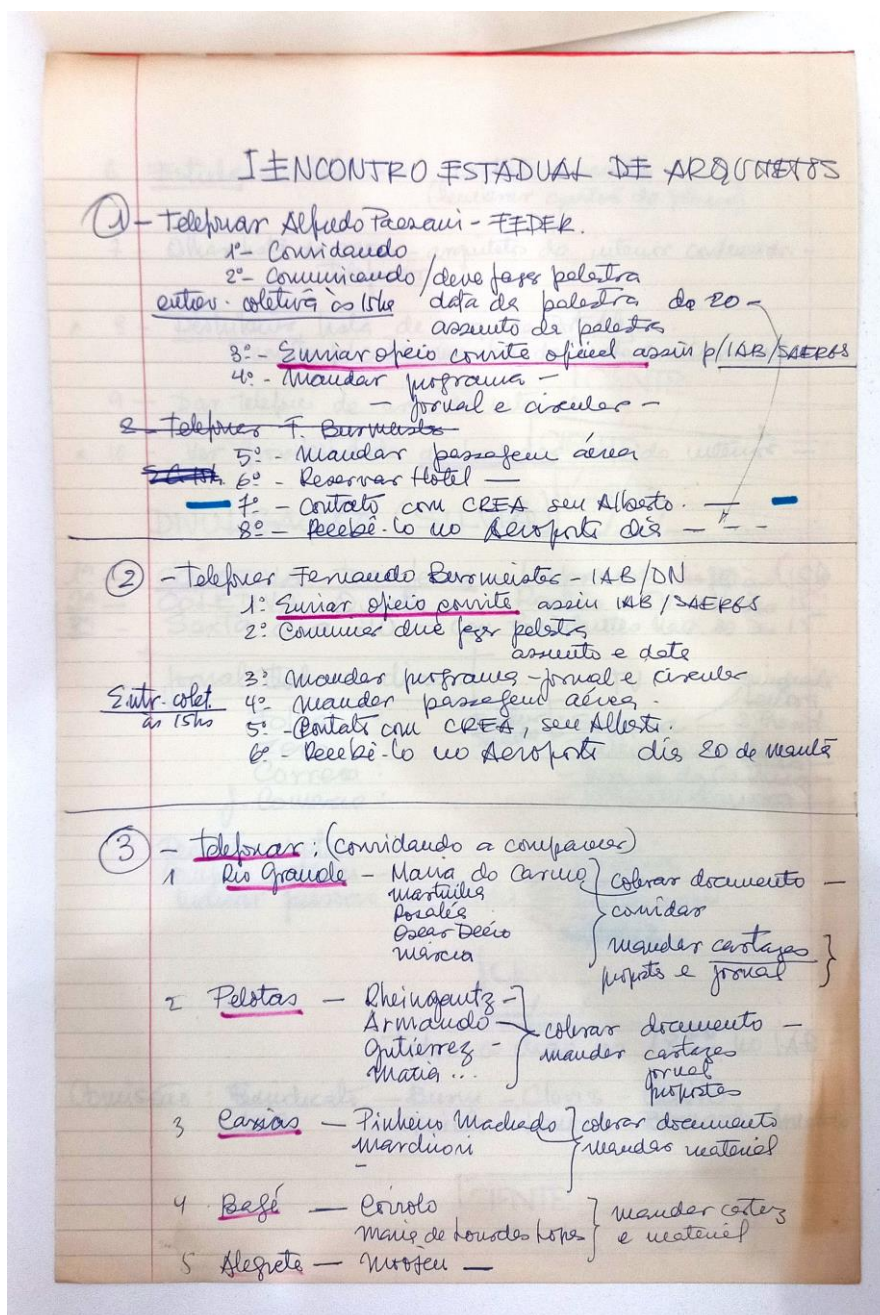 I ENCONTRO ESTADUAL DE ARQUITETOS
1 - Telefonar Alfredo Paesani - FEDER.
1º - Convidando
2º - Comunicando/deve fazer palestra
entrev. coletiva às 15hs data da palestra dia 20 -
assunto da palestra
3º - Enviar ofício convite oficial assin p/IAB/SAERGS
4º - Mandar programa -
- jornal e circular -
2 - Telefonar F. Burmeister
5º - Mandar passagem aérea
6º - Reservar Hotel -
7º - Contato com CREA seu Alberto. -
8º - Recebê-lo no Aeroporto dia - " - -
2 - Telefonar Fernando Burmeister - IAB/DN
1º Enviar ofício convite assin IAB/SAERGS
2º Comunicar deve fazer palestra
assunto e data
3º Mandar programa - jornal e circular
Entr. colet. 4º - Mandar passagem aérea.
às 15hs 5º - Contato com CREA, seu Alberto.
6º - Recebê-lo no Aeroporto dia 20 de manhã
3 - telefonar: (convidando a comparecer)
1 Rio Grande - Maria do Carmo cobrar documento -
Martinha convidar
Rosaléa
Oscar Décio mandar cartazes
Márcia propostas e jornal
2 Pelotas - Rheingantz -
Armando - cobrar documento -
Gutiérrez - mandar cartazes
Maria ... jornal
propostas
3 Caxias - Pinheiro Machado cobrar documento
mandar material
-
4 Bagé - mandar cartaz
Maria de Lourdes Lopes e material
5 Alegrete - Moojen -